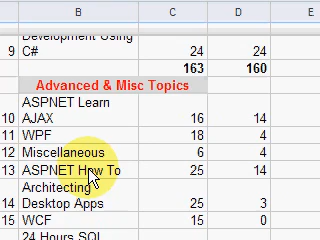 B C D E
Development Using
9 C# 24 24
163 160
Advanced & Misc Topics
ASPNET Learn
10 AJAX 16 14
11 WPF 18 4
12 Miscellaneous 6 4
13 ASPNET How To 25 14
Architecting
14 Desktop Apps 25 3
15 WCF 15 0
24 Hours SQL